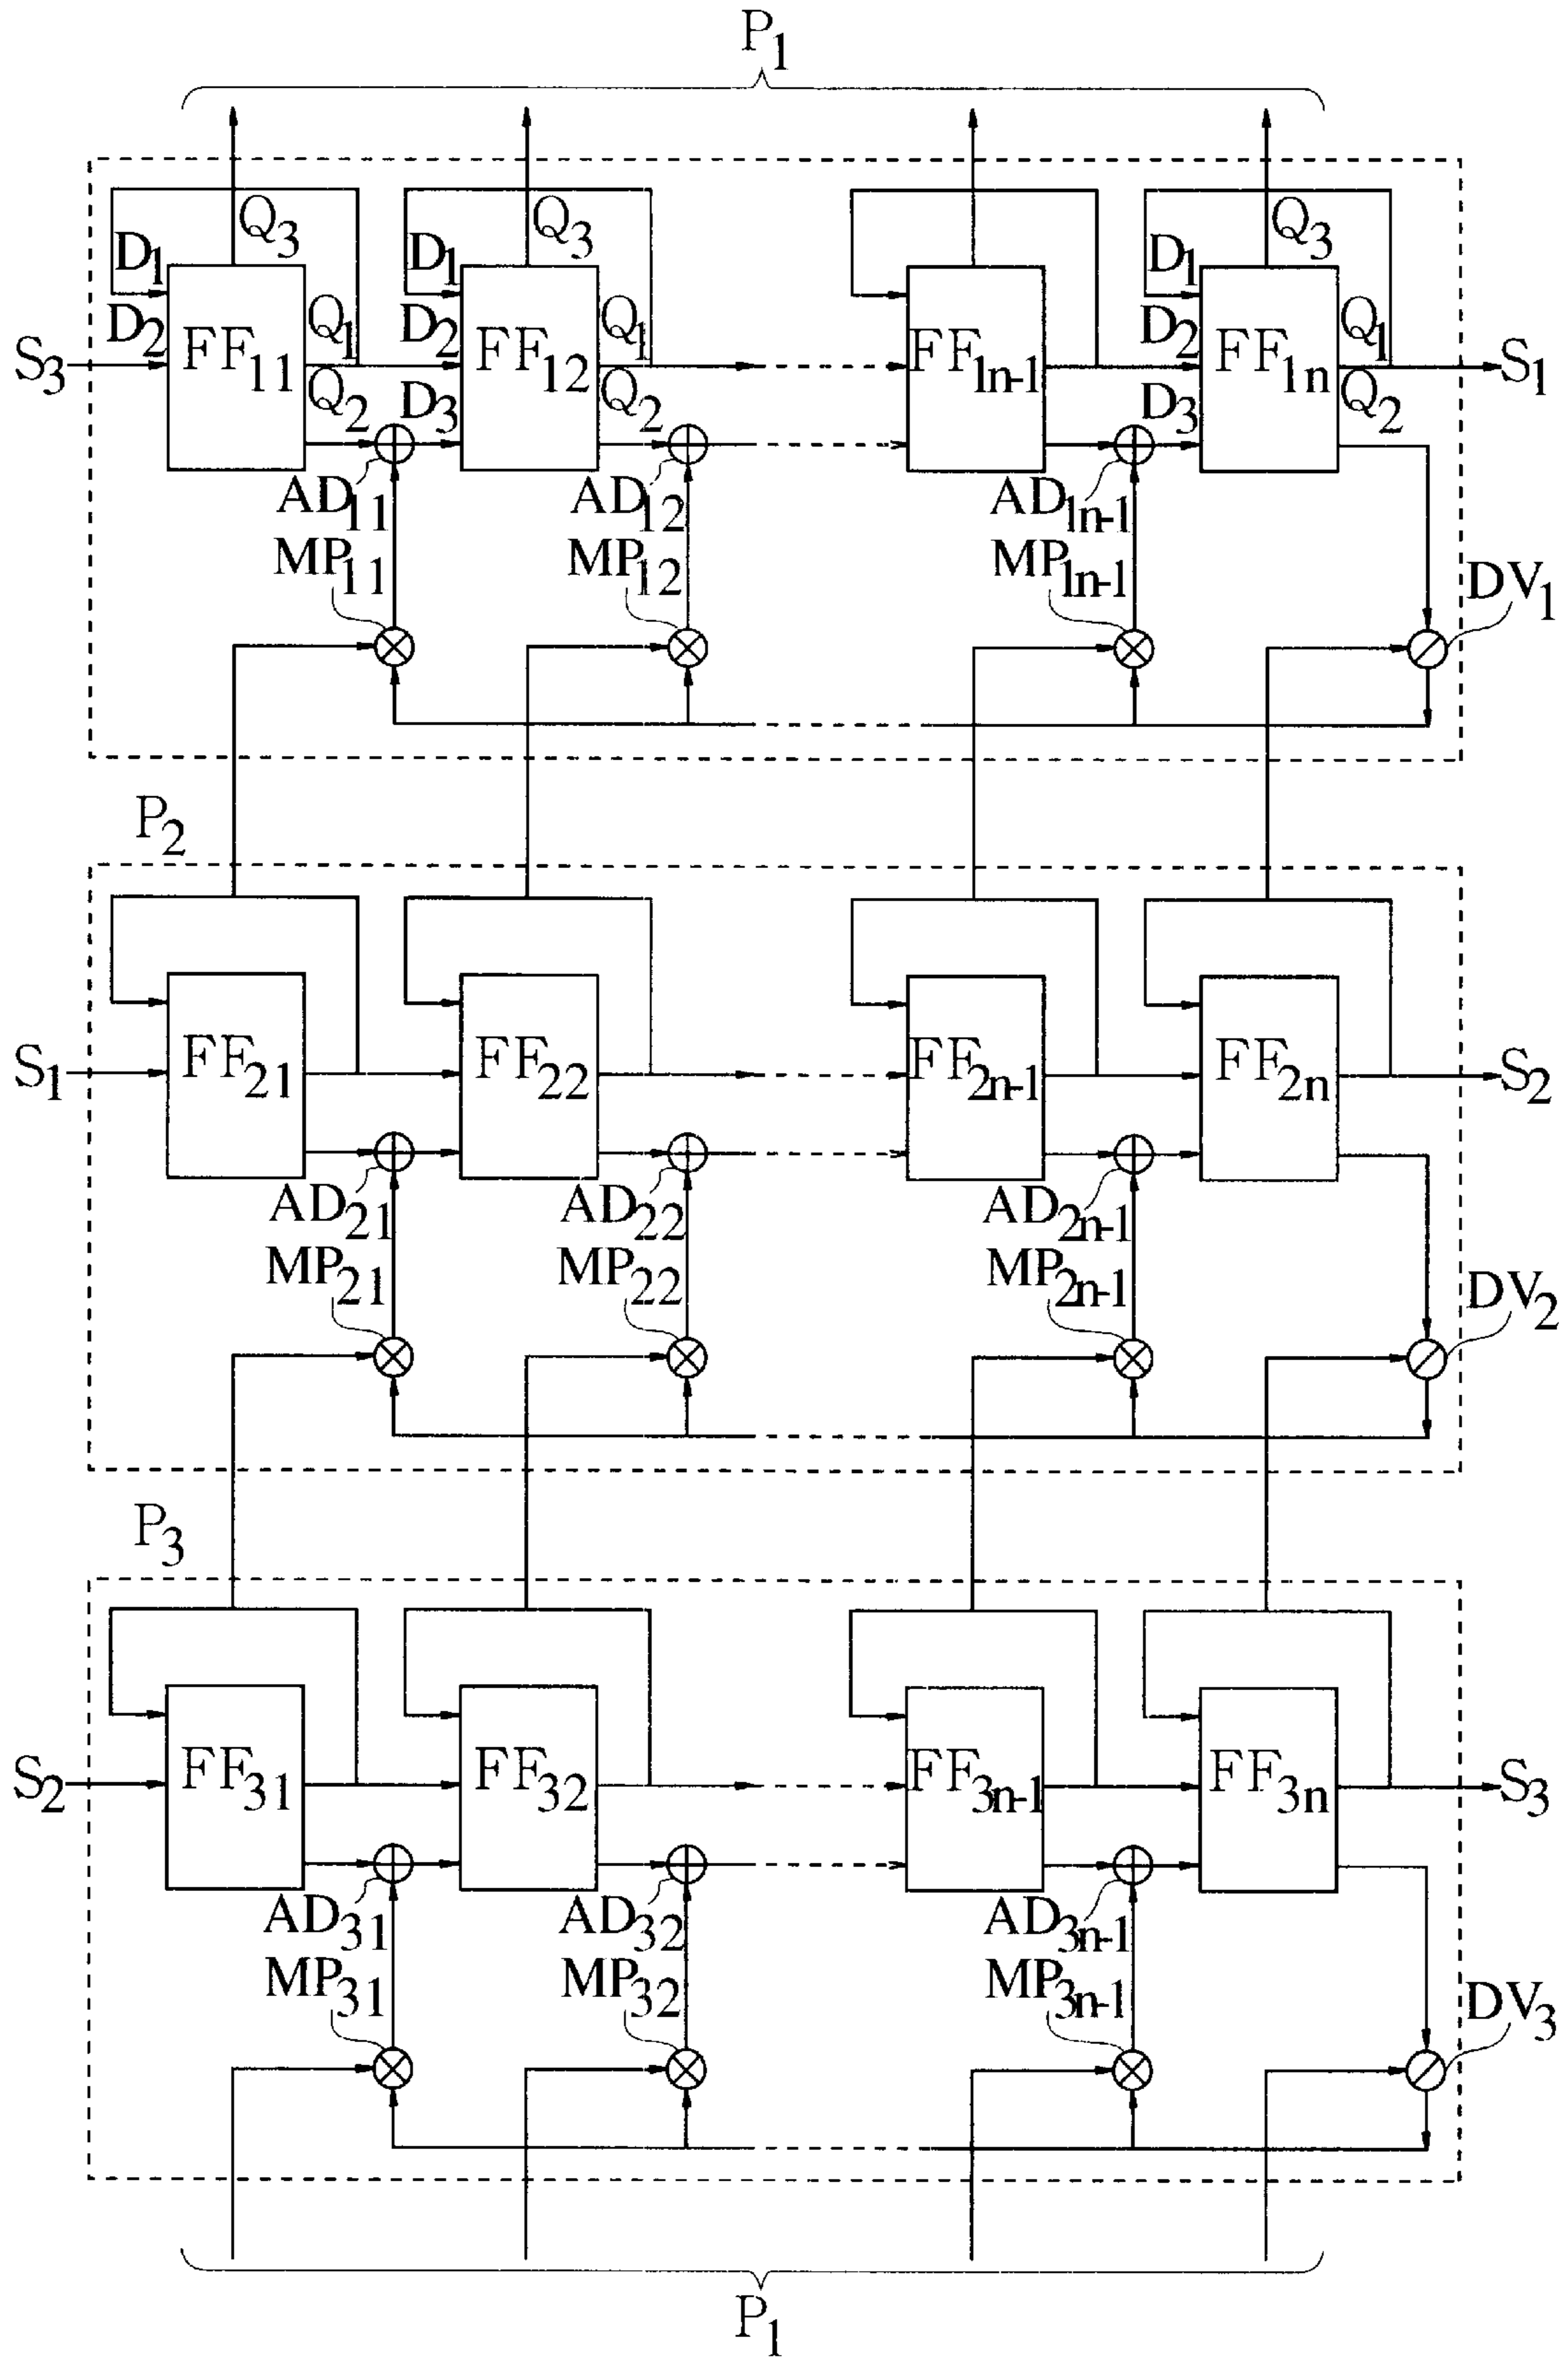 P1
Q3 Q3 Q3
D1 D1 D1
S3 D2 FF11 Q1 D2 FF12 Q1 FF1n-1 D2 FF1n Q1 S1
Q2 D3 Q2 D3 Q2
AD11 AD12 AD1n-1
MP11 MP12 MP1n-1 DV1
P2
S1 FF21 FF22 FF2n-1 FF2n S2
AD21 AD22 AD2n-1
MP21 MP22 MP2n-1 DV2
P3
S2 FF31 FF32 FF3n-1 FF3n S3
AD31 AD32 AD3n-1
MP31 MP32 MP3n-1 DV3
P1